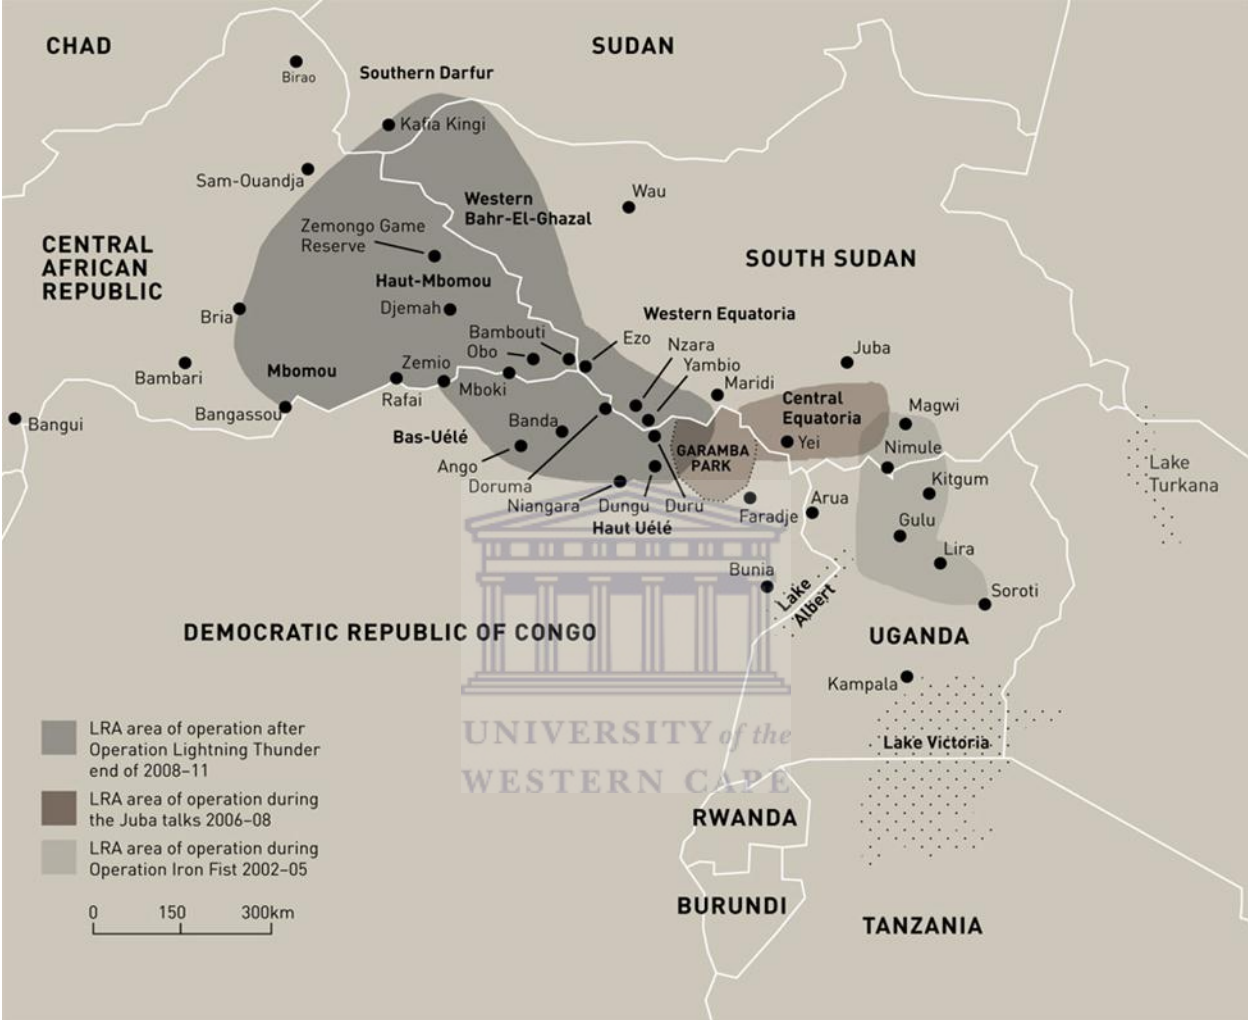 CHAD
SUDAN
Birao
Southern Darfur
Kafia Kingi
Sam-Ouandja
Wau
Western
Bahr-El-Ghazal
Zemongo Game
Reserve
CENTRAL
AFRICAN
REPUBLIC
SOUTH SUDAN
Haut-Mbomou
Djemah
Bria
Western Equatoria
Bambouti
Ezo
Nzara
Obo
Yambio
Juba
Zemio
Mbomou
Bambari
Mboki
Maridi
Rafai
Central
Equatoria
Magwi
Bangassou
Bangui
Banda
Bas-Uélé
Yei
Nimule
GARAMBA
PARK
Ango
Doruma
Lake
Turkana
Kitgum
Niangara
Dungu
Duru
Faradje
Arua
Haut Uélé
Gulu
Lira
Bunia
Lake
Albert
Soroti
DEMOCRATIC REPUBLIC OF CONGO
UGANDA
Kampala
UNIVERSITY of the
WESTERN CAPE
Lake Victoria
LRA area of operation after
Operation Lightning Thunder
end of 2008–11
LRA area of operation during
the Juba talks 2006–08
LRA area of operation during
Operation Iron Fist 2002–05
RWANDA
0 150 300km
BURUNDI
TANZANIA